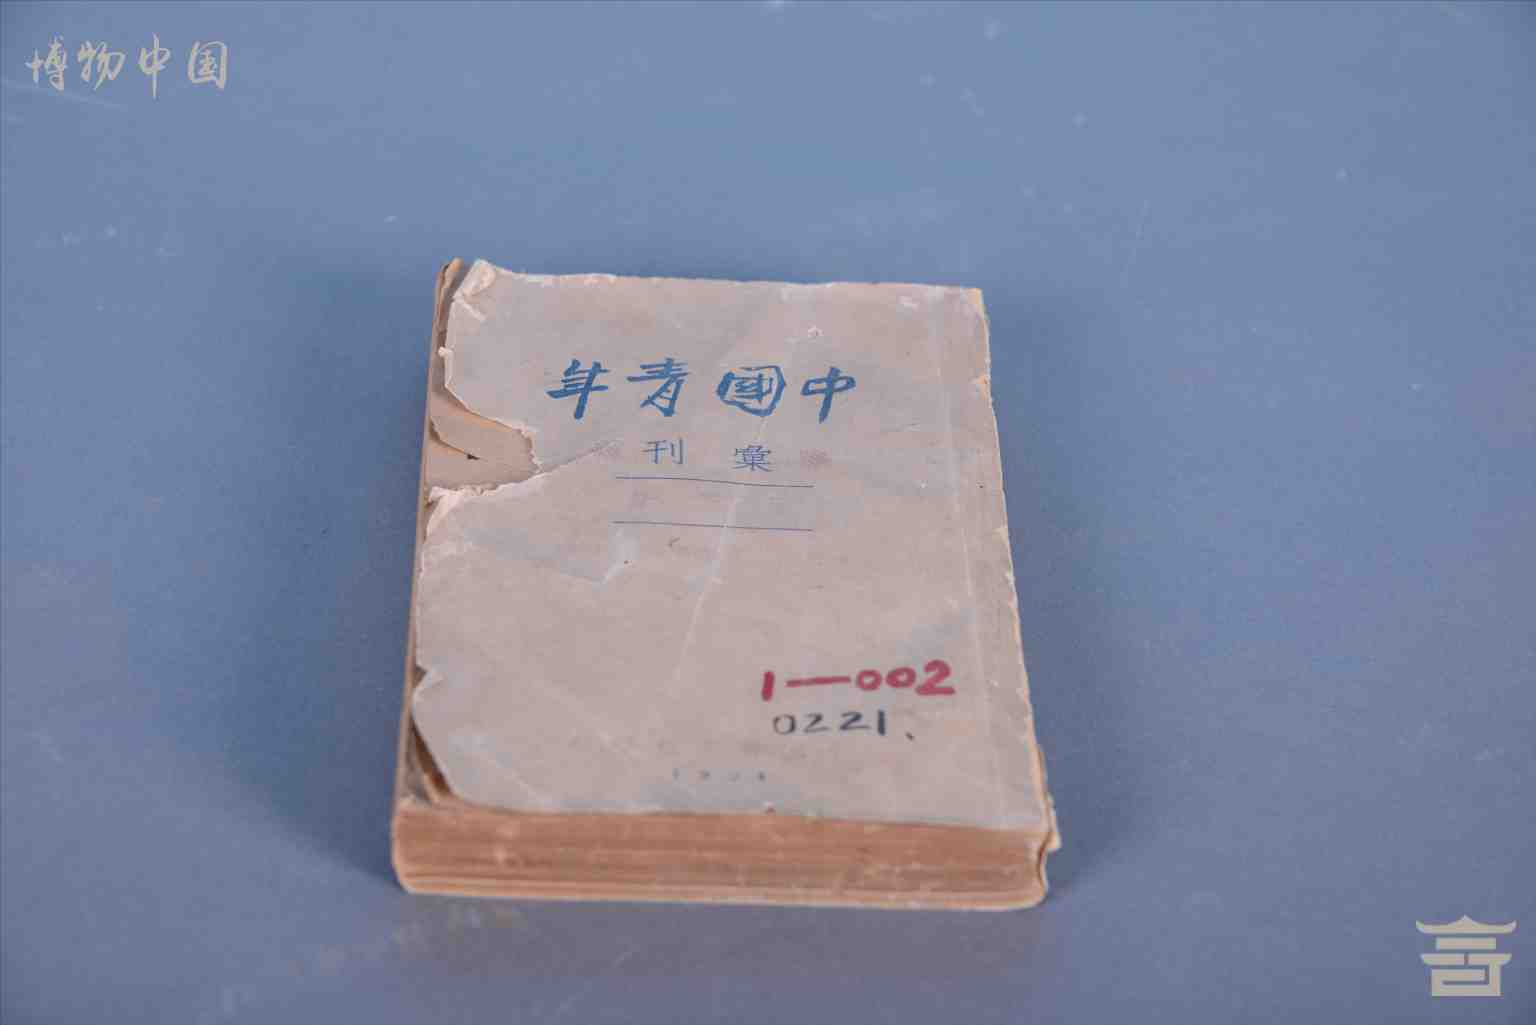 博物中国
中國青年
彙刊
1—002
0221、